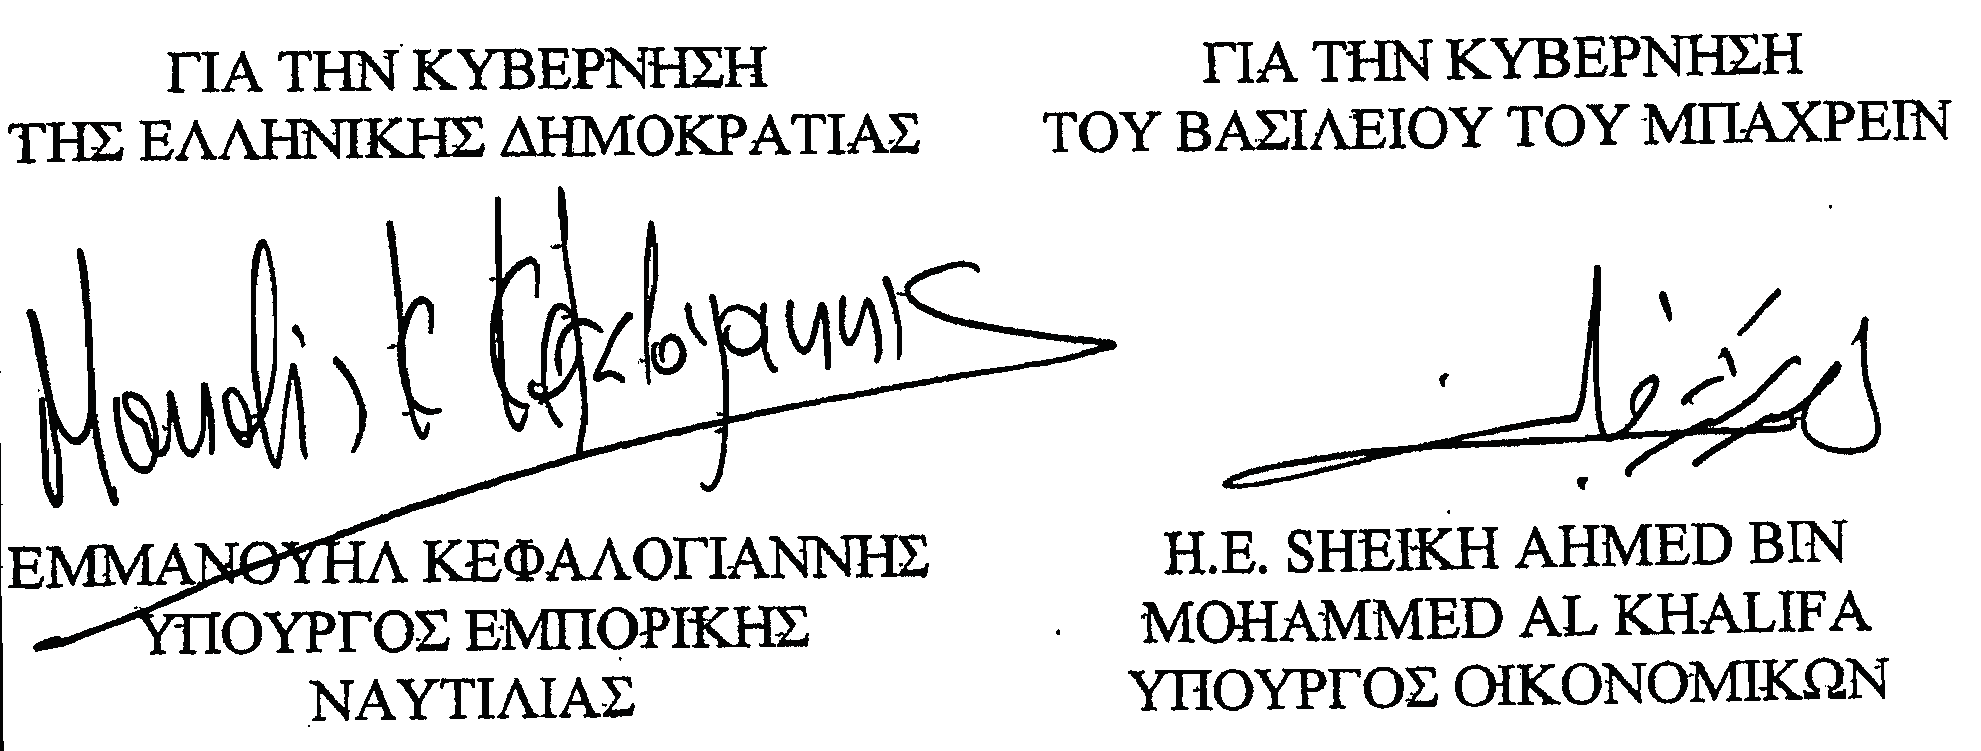 ΓΙΑ ΤΗΝ ΚΥΒΕΡΝΗΣΗ
ΤΗΣ ΕΛΛΗΝΙΚΗΣ ΔΗΜΟΚΡΑΤΙΑΣ
ΕΜΜΑΝΟΥΗΛ ΚΕΦΑΛΟΓΙΑΝΝΗΣ
ΥΠΟΥΡΓΟΣ ΕΜΠΟΡΙΚΗΣ
ΝΑΥΤΙΛΙΑΣ
ΓΙΑ ΤΗΝ ΚΥΒΕΡΝΗΣΗ
ΤΟΥ ΒΑΣΙΛΕΙΟΥ ΤΟΥ ΜΠΑΧΡΕΙΝ
H.E. SHEIKH AHMED BIN
MOHAMMED AL KHALIFA
ΥΠΟΥΡΓΟΣ ΟΙΚΟΝΟΜΙΚΩΝ